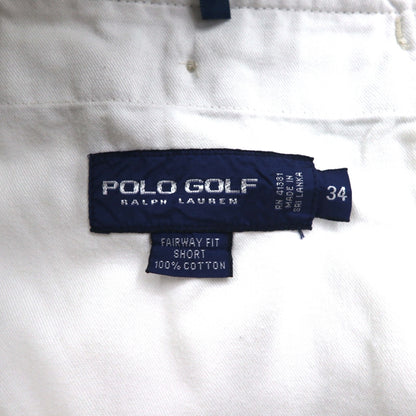 POLO GOLF
RALPH LAUREN
RN 41381
MADE IN
SRI LANKA
34
FAIRWAY FIT
SHORT
100% COTTON